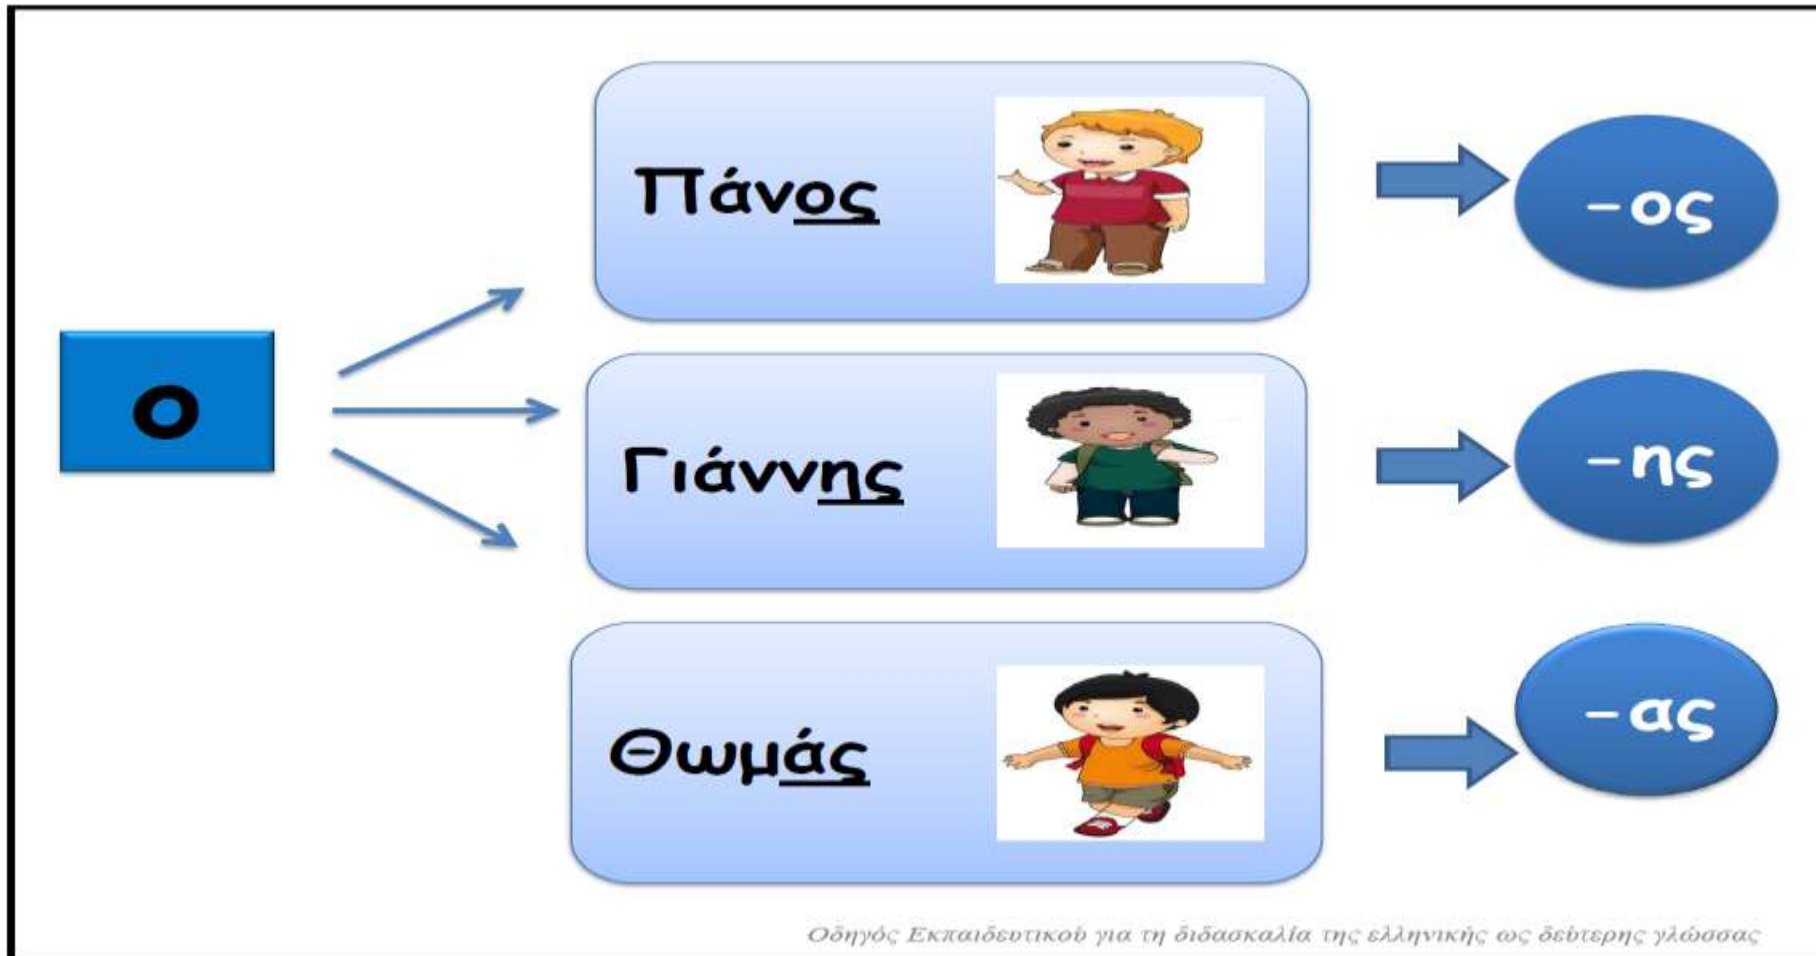 ο
Πάνος
-ος
Γιάννης
-ης
Θωμάς
-ας
Οδηγός Εκπαιδευτικού για τη διδασκαλία της ελληνικής ως δεύτερης γλώσσας